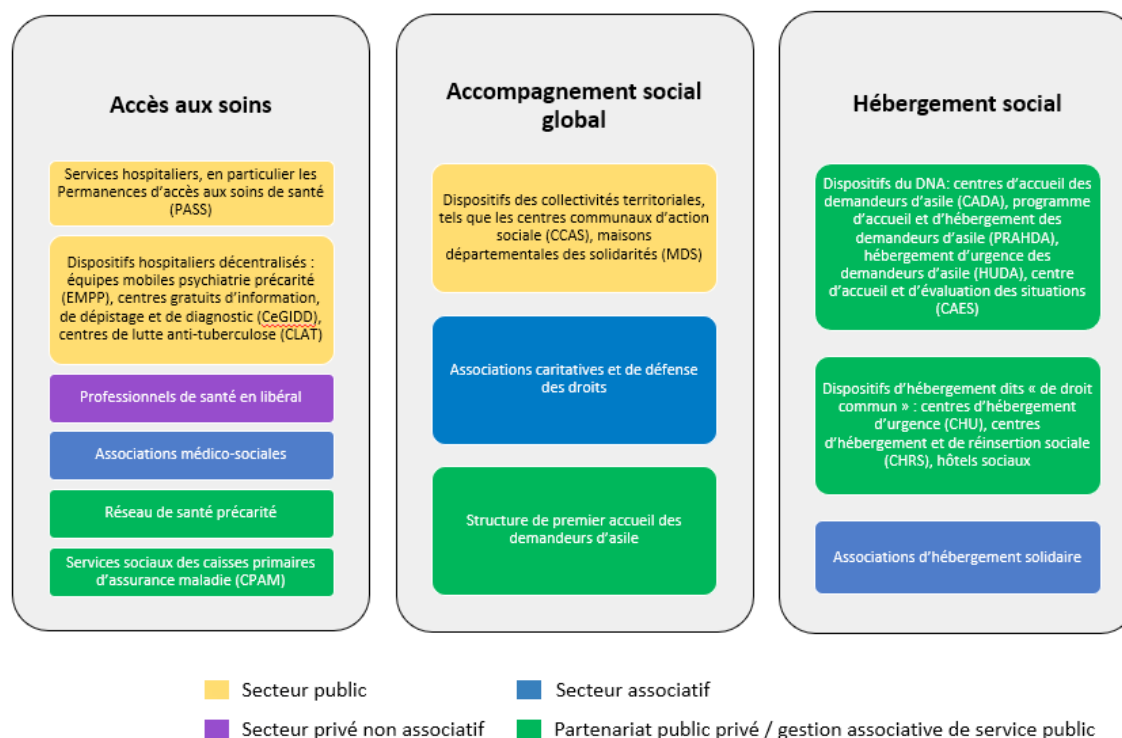 Accès aux soins
Services hospitaliers, en particulier les
Permanences d'accès aux soins de santé
(PASS)
Dispositifs hospitaliers décentralisés :
équipes mobiles psychiatrie précarité
(EMPP), centres gratuits d'information,
de dépistage et de diagnostic (CeGIDD),
centres de lutte anti-tuberculose (CLAT)
Professionnels de santé en libéral
Associations médico-sociales
Réseau de santé précarité
Services sociaux des caisses primaires
d'assurance maladie (CPAM)
Accompagnement social
global
Dispositifs des collectivités territoriales,
tels que les centres communaux d'action
sociale (CCAS), maisons
départementales des solidarités (MDS)
Associations caritatives et de défense
des droits
Structure de premier accueil des
demandeurs d'asile
Hébergement social
Dispositifs du DNA: centres d'accueil des
demandeurs d'asile (CADA), programme
d'accueil et d'hébergement des
demandeurs d'asile (PRAHDA),
hébergement d'urgence des
demandeurs d'asile (HUDA), centre
d'accueil et d'évaluation des situations
(CAES)
Dispositifs d'hébergement dits « de droit
commun » : centres d'hébergement
d'urgence (CHU), centres
d'hébergement et de réinsertion sociale
(CHRS), hôtels sociaux
Associations d'hébergement solidaire
Secteur public
Secteur associatif
Secteur privé non associatif
Partenariat public privé / gestion associative de service public